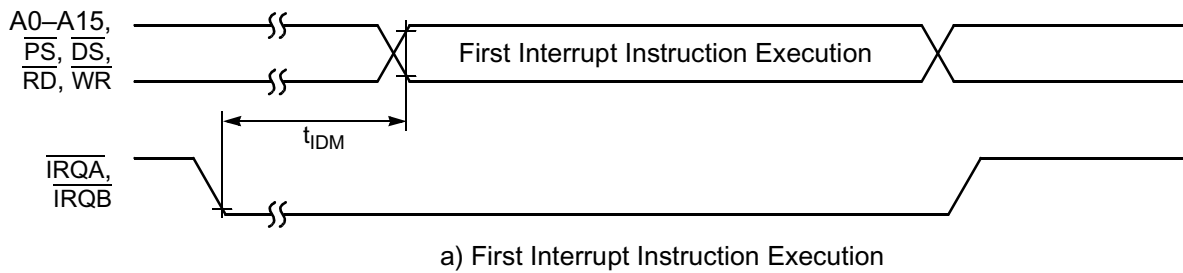 A0–A15,
PS, DS,
RD, WR
First Interrupt Instruction Execution
tIDM
IRQA,
IRQB
a) First Interrupt Instruction Execution